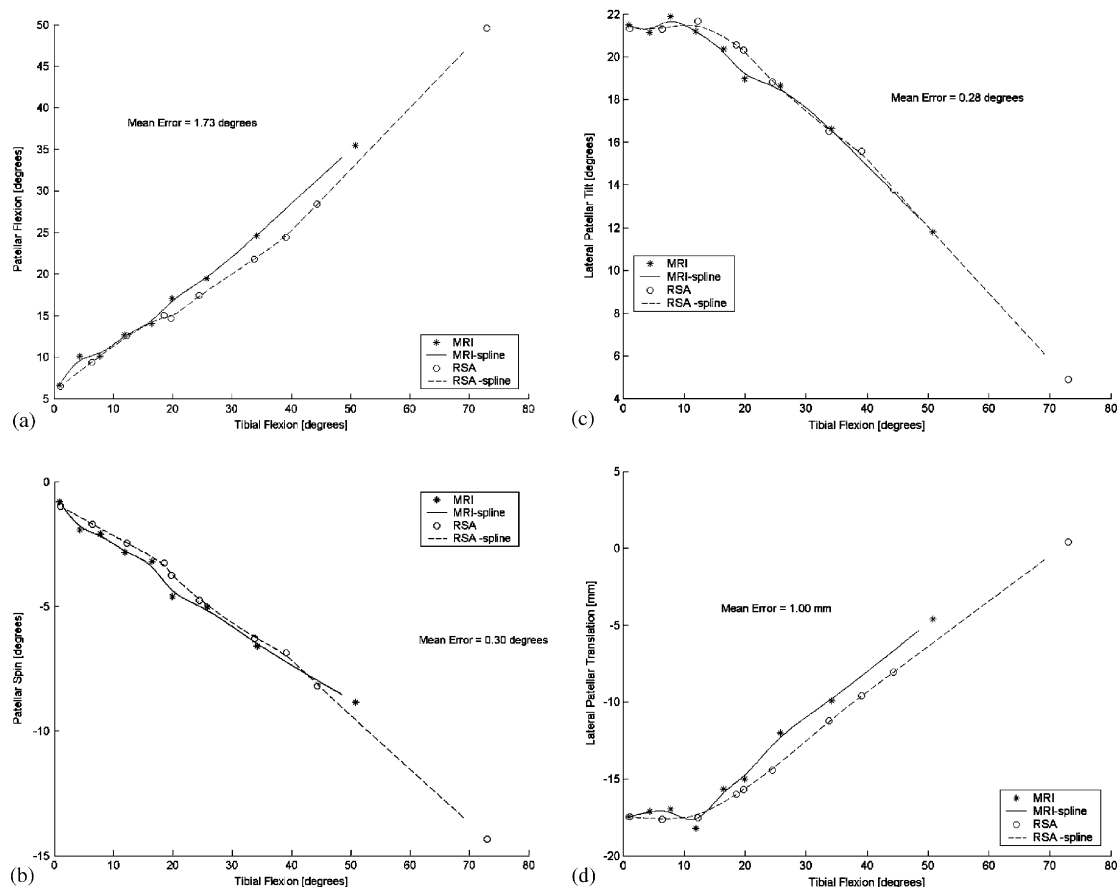 50
45
40
35
30
25
20
15
10
5
0 10 20 30 40 50 60 70 80
Patellar Flexion [degrees]
Tibial Flexion [degrees]
Mean Error = 1.73 degrees
MRI
MRI-spline
RSA
RSA -spline
(a)
22
20
18
16
14
12
10
8
6
4
0 10 20 30 40 50 60 70 80
Lateral Patellar Tilt [degrees]
Tibial Flexion [degrees]
Mean Error = 0.28 degrees
MRI
MRI-spline
RSA
RSA -spline
(c)
0
-5
-10
-15
0 10 20 30 40 50 60 70 80
Patellar Spin [degrees]
Tibial Flexion [degrees]
MRI
MRI-spline
RSA
RSA -spline
Mean Error = 0.30 degrees
(b)
5
0
-5
-10
-15
-20
0 10 20 30 40 50 60 70 80
Lateral Patellar Translation [mm]
Tibial Flexion [degrees]
Mean Error = 1.00 mm
MRI
MRI-spline
RSA
RSA -spline
(d)